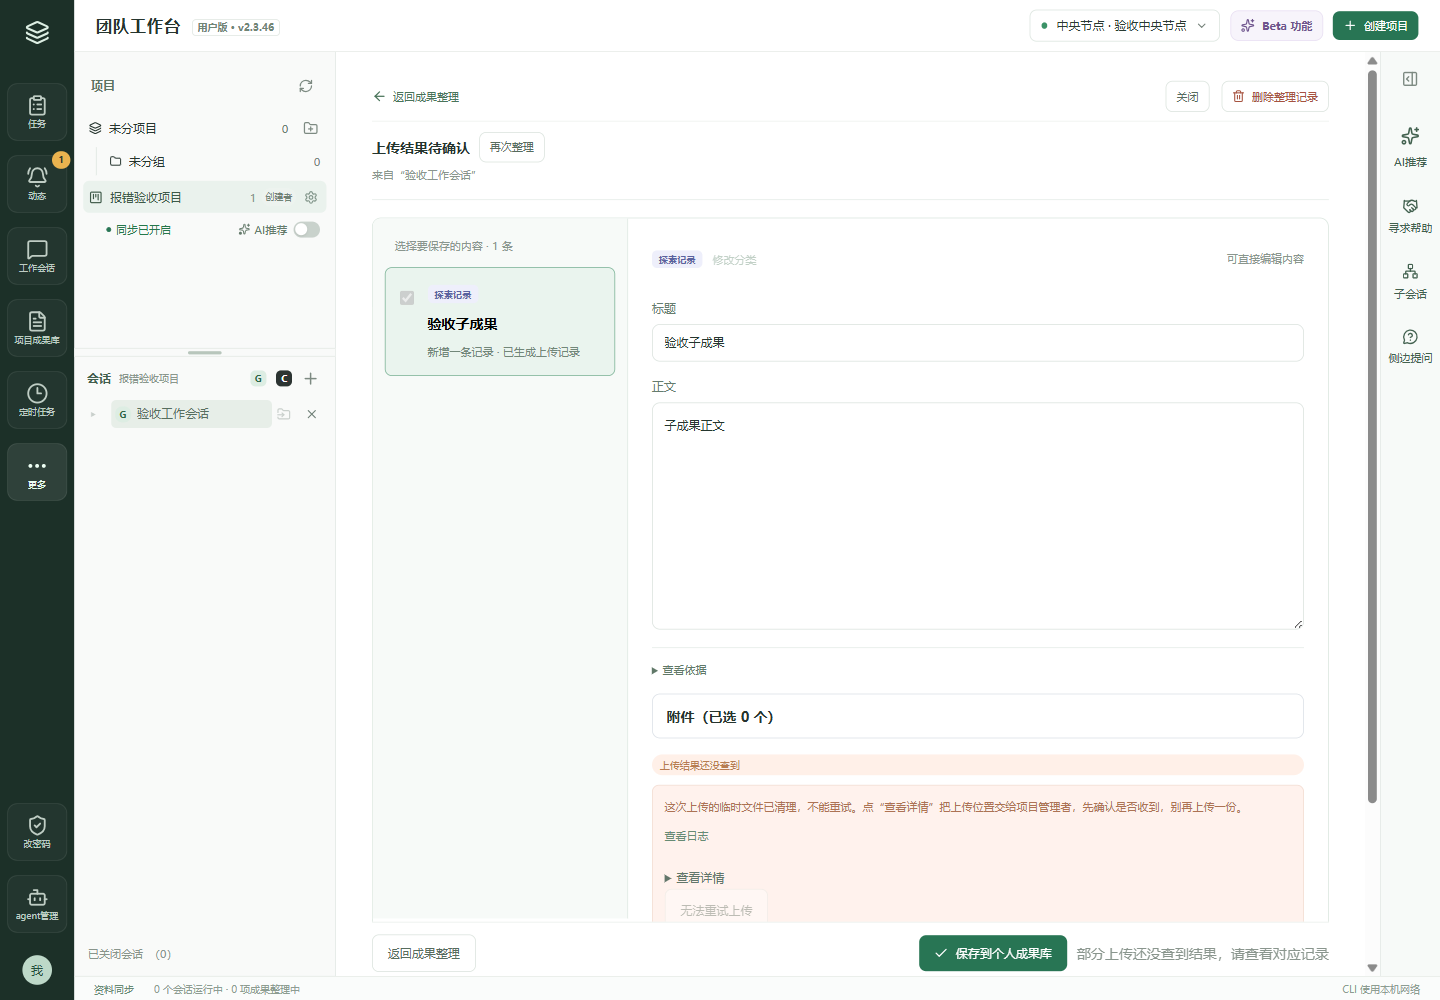 团队工作台 用户版 • v2.3.46 中央节点 · 验收中央节点 Beta 功能 创建项目
任务
1
动态
工作会话
项目成果库
定时任务
更多
改密码
agent管理
我
项目
未分项目 0
未分组 0
报错验收项目 1 创建者
同步已开启 AI推荐
会话 报错验收项目 G C
G 验收工作会话
已关闭会话 (0)
返回成果整理 关闭 删除整理记录
上传结果待确认 再次整理
来自“验收工作会话”
选择要保存的内容 · 1 条
探索记录
验收子成果
新增一条记录 · 已生成上传记录
探索记录 修改分类 可直接编辑内容
标题
验收子成果
正文
子成果正文
查看依据
附件（已选 0 个）
上传结果还没查到
这次上传的临时文件已清理，不能重试。点“查看详情”把上传位置交给项目管理者，先确认是否收到，别再上传一份。
查看日志
查看详情
无法重试上传
返回成果整理 保存到个人成果库 部分上传还没查到结果，请查看对应记录
AI推荐
寻求帮助
子会话
侧边提问
资料同步 0 个会话运行中 · 0 项成果整理中 CLI 使用本机网络